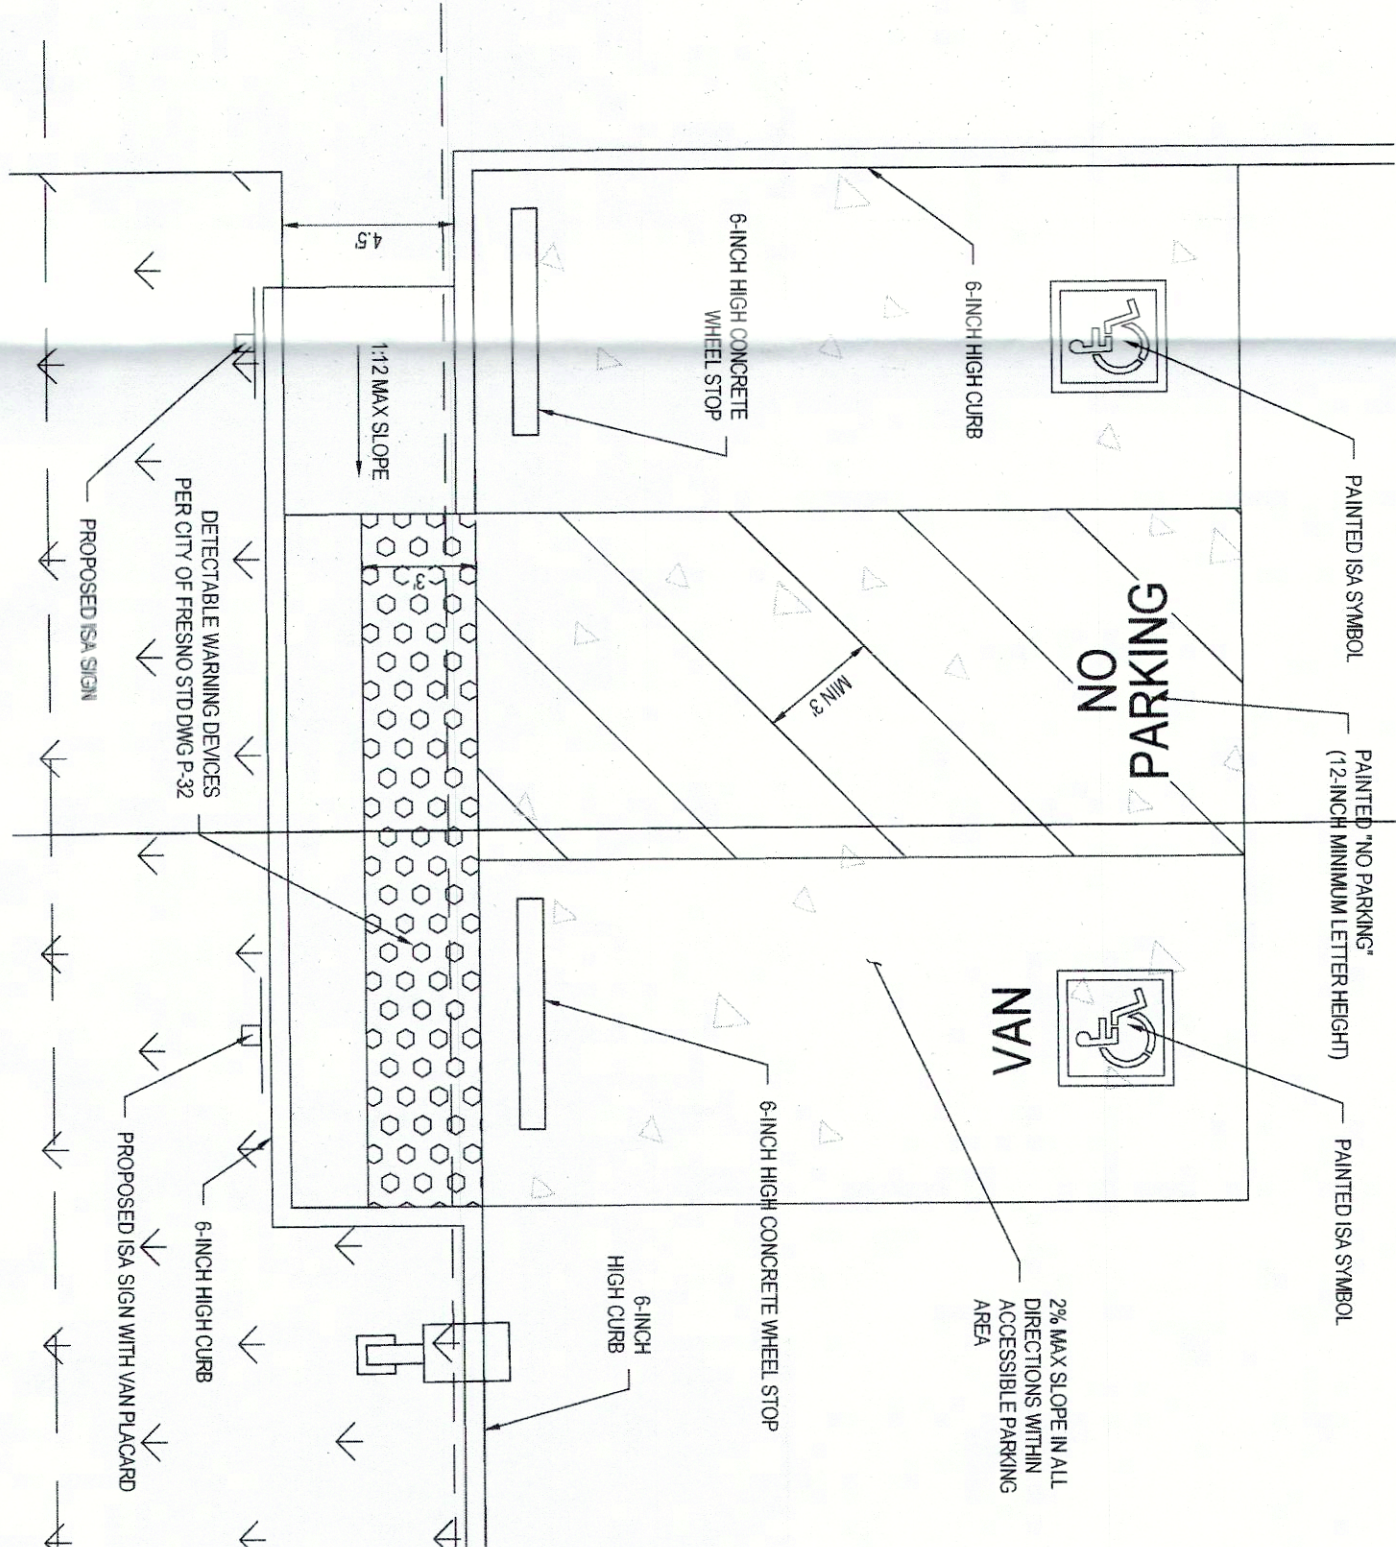 PAINTED ISA SYMBOL
PAINTED "NO PARKING"
(12-INCH MINIMUM LETTER HEIGHT)
PAINTED ISA SYMBOL
NO
PARKING
VAN
2% MAX SLOPE IN ALL
DIRECTIONS WITHIN
ACCESSIBLE PARKING
AREA
6-INCH HIGH CURB
6-INCH HIGH CONCRETE
WHEEL STOP
MIN 3'
6-INCH HIGH CONCRETE WHEEL STOP
6-INCH
HIGH CURB
4.5'
1:12 MAX SLOPE
3'
DETECTABLE WARNING DEVICES
PER CITY OF FRESNO STD DWG P-32
6-INCH HIGH CURB
PROPOSED ISA SIGN
PROPOSED ISA SIGN WITH VAN PLACARD